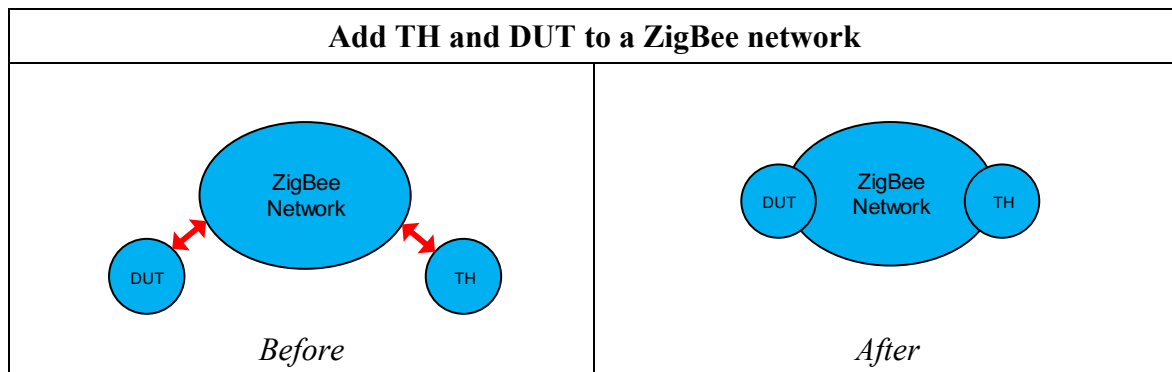 Add TH and DUT to a ZigBee network
ZigBee
Network
DUT
TH
Before
ZigBee
Network
DUT
TH
After